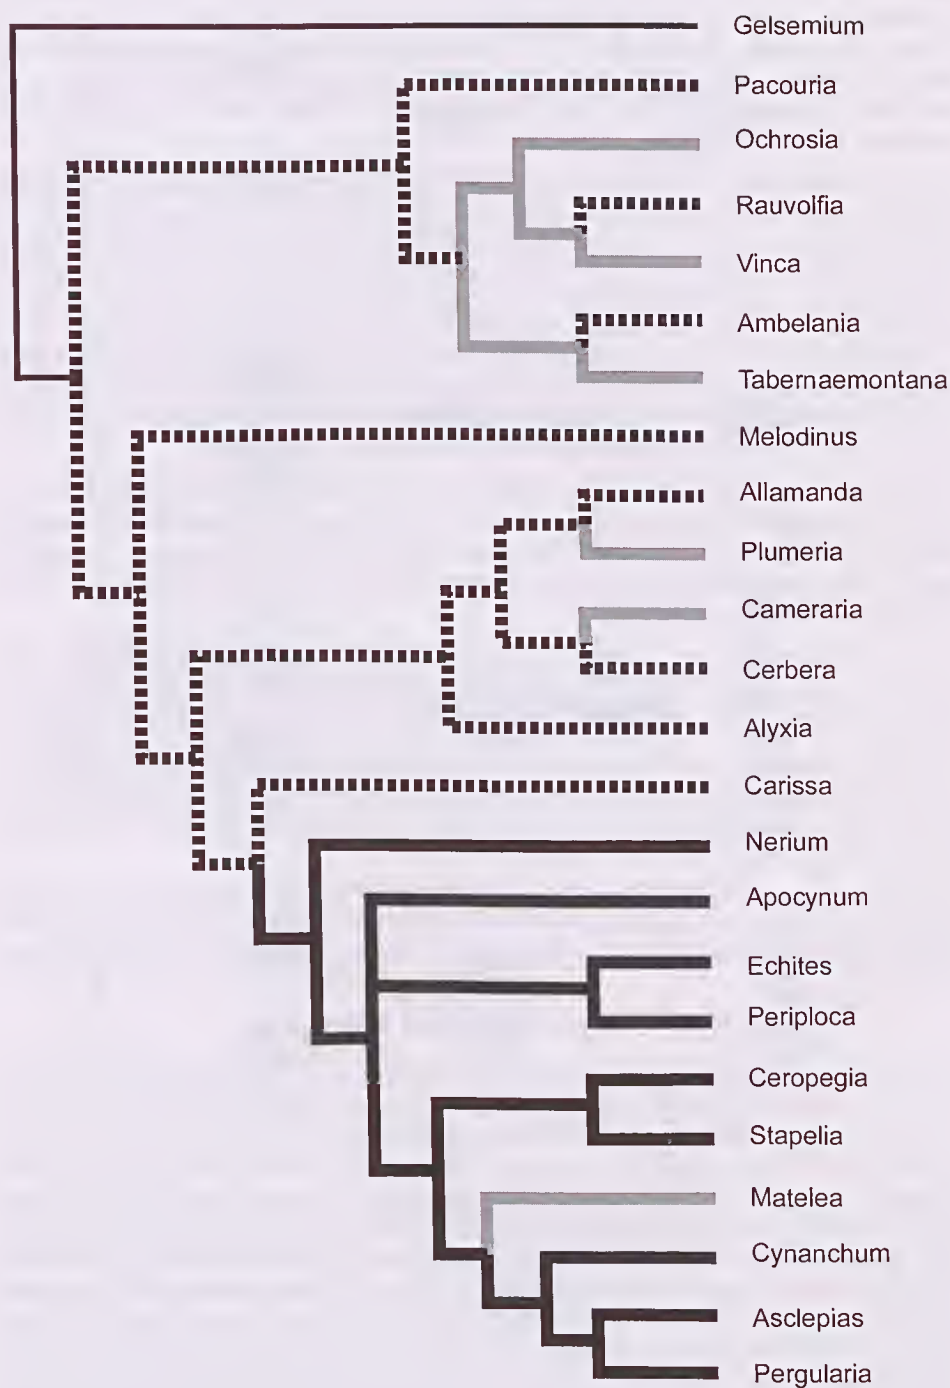 Gelsemium
Pacouria
Ochrosia
Rauvolfia
Vinca
Ambelania
Tabernaemontana
Melodinus
Allamanda
Plumeria
Cameraria
Cerbera
Alyxia
Carissa
Nerium
Apocynum
Echites
Periploca
Ceropegia
Stapelia
Matelea
Cynanchum
Asclepias
Pergularia